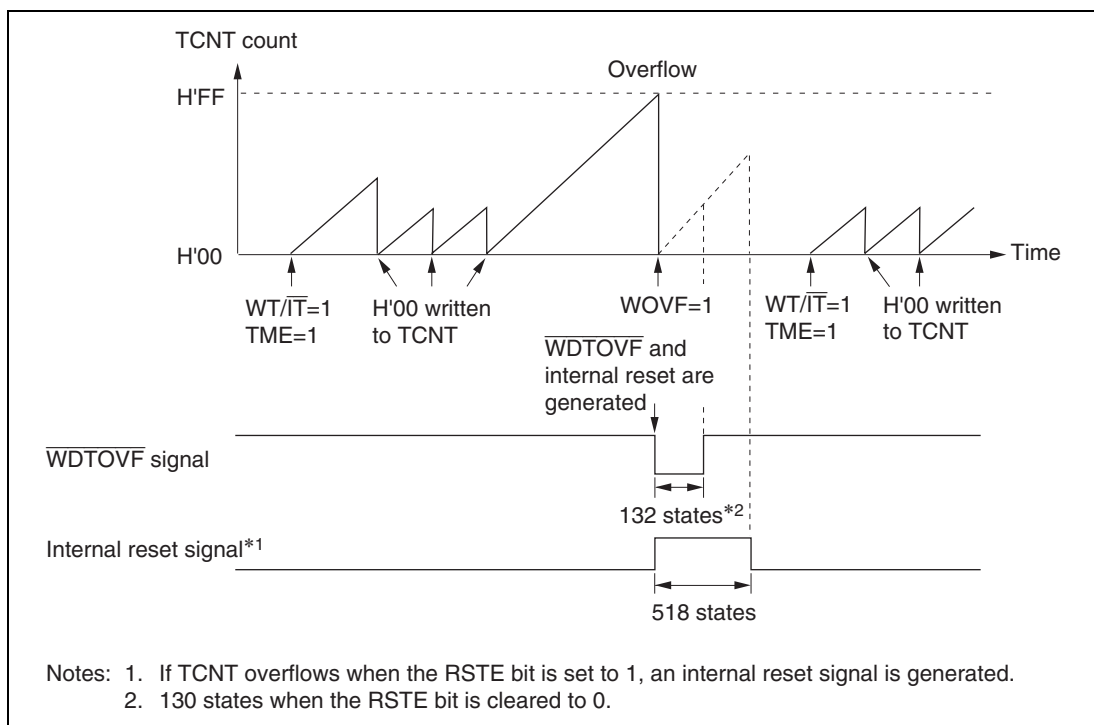 TCNT count
Overflow
H'FF
H'00
Time
WT/IT=1
TME=1
H'00 written
to TCNT
WOVF=1
WT/IT=1
TME=1
H'00 written
to TCNT
WDTOVF and
internal reset are
generated
WDTOVF signal
132 states*2
Internal reset signal*1
518 states
Notes: 1. If TCNT overflows when the RSTE bit is set to 1, an internal reset signal is generated.
2. 130 states when the RSTE bit is cleared to 0.